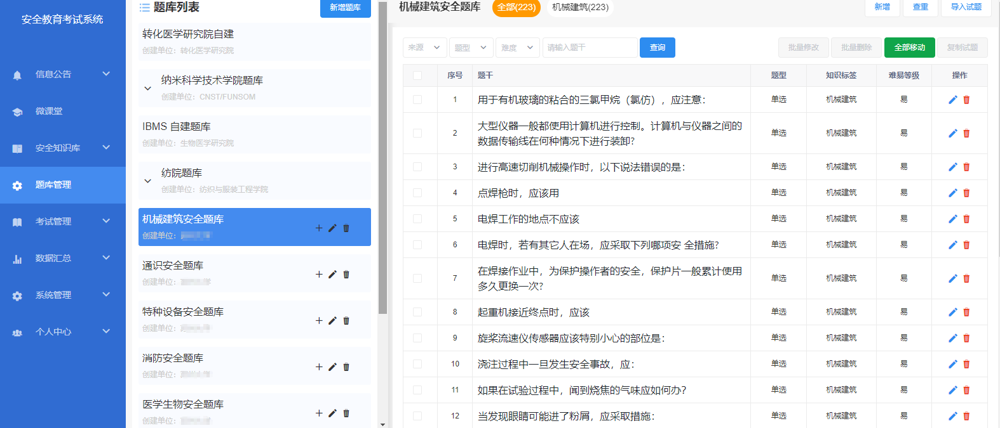 安全教育考试系统
信息公告
微课堂
安全知识库
题库管理
考试管理
数据汇总
系统管理
个人中心
题库列表
新增题库
转化医学研究院自建
创建单位：转化医学研究院
纳米科学技术学院题库
创建单位：CNST/FUNSOM
IBMS 自建题库
创建单位：生物医学研究院
纺院题库
创建单位：纺织与服装工程学院
机械建筑安全题库
创建单位：
通识安全题库
创建单位：
特种设备安全题库
创建单位：
消防安全题库
创建单位：
医学生物安全题库
创建单位：
机械建筑安全题库 全部(223) 机械建筑(223) 新增 查重 导入试题
来源 题型 难度 请输入题干 查询 批量修改 批量删除 全部移动 复制试题
序号 题干 题型 知识标签 难易等级 操作
1 用于有机玻璃的粘合的三氯甲烷（氯仿），应注意： 单选 机械建筑 易
2 大型仪器一般都使用计算机进行控制。计算机与仪器之间的 单选 机械建筑 易
数据传输线在何种情况下进行装卸?
3 进行高速切削机械操作时，以下说法错误的是： 单选 机械建筑 易
4 点焊枪时，应该用 单选 机械建筑 易
5 电焊工作的地点不应该 单选 机械建筑 易
6 电焊时，若有其它人在场，应采取下列哪项安 全措施? 单选 机械建筑 易
7 在焊接作业中，为保护操作者的安全，保护片一般累计使用 单选 机械建筑 易
多久更换一次?
8 起重机接近终点时，应该 单选 机械建筑 易
9 旋桨流速仪传感器应该特别小心的部位是： 单选 机械建筑 易
10 浇注过程中一旦发生安全事故，应： 单选 机械建筑 易
11 如果在试验过程中，闻到烧焦的气味应如何办? 单选 机械建筑 易
12 当发现眼睛可能进了粉屑，应采取措施： 单选 机械建筑 易